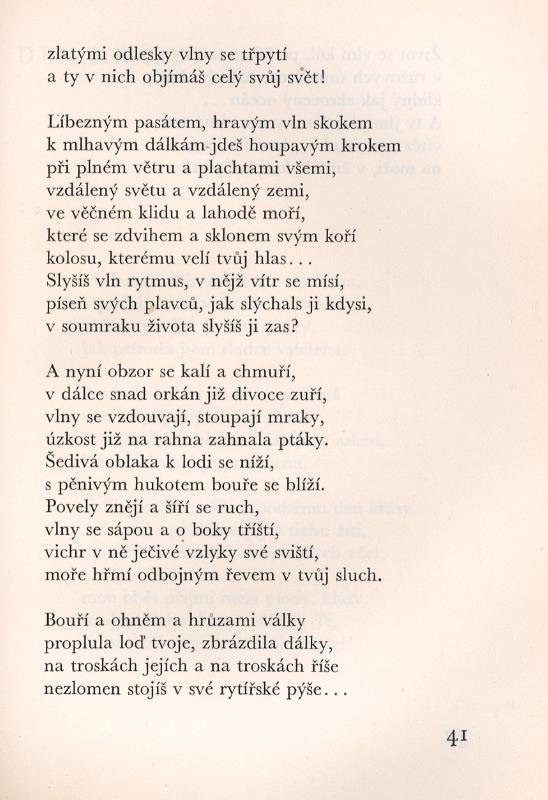 zlatými odlesky vlny se třpytí
a ty v nich objímáš celý svůj svět!
Líbezným pasátem, hravým vln skokem
k mlhavým dálkám jdeš houpavým krokem
při plném větru a plachtami všemi,
vzdálený světu a vzdálený zemi,
ve věčném klidu a lahodě moří,
které se zdvihem a sklonem svým koří
kolosu, kterému velí tvůj hlas...
Slyšíš vln rytmus, v nějž vítr se mísí,
píseň svých plavců, jak slýchals ji kdysi,
v soumraku života slyšíš ji zas?
A nyní obzor se kalí a chmuří,
v dálce snad orkán již divoce zuří,
vlny se vzdouvají, stoupají mraky,
úzkost již na rahna zahnala ptáky.
Šedivá oblaka k lodi se níží,
s pěnivým hukotem bouře se blíží.
Povely znějí a šíří se ruch,
vlny se sápou a o boky tříští,
vichr v ně ječivé vzlyky své sviští,
moře hřmí odbojným řevem v tvůj sluch.
Bouří a ohněm a hrůzami války
proplula loď tvoje, zbrázdila dálky,
na troskách jejích a na troskách říše
nezlomen stojíš v své rytířské pýše...
41